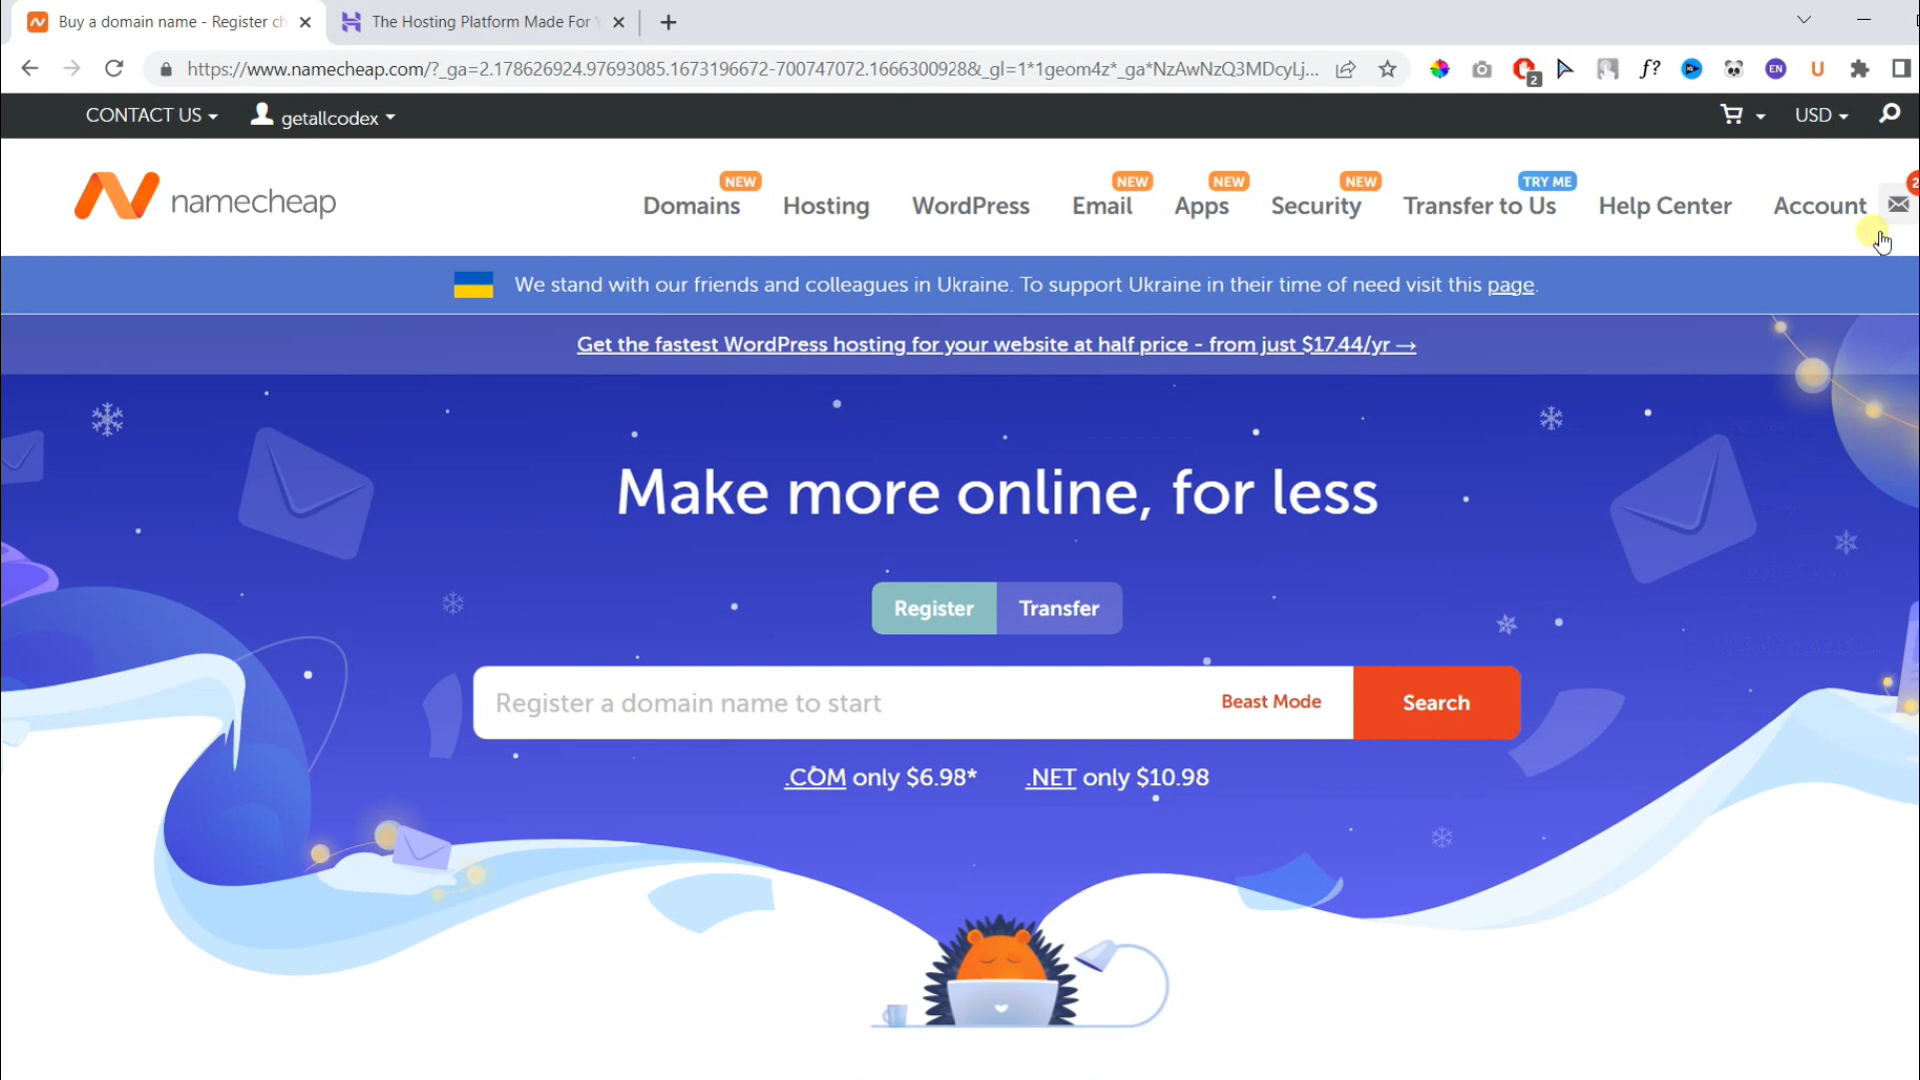 Buy a domain name - Register ch
The Hosting Platform Made For Y
https://www.namecheap.com/?_ga=2.178626924.97693085.1673196672-700747072.1666300928&_gl=1*1geom4z*_ga*NzAwNzQ3MDcyLj...
2
f?
EN
U
CONTACT US
getallcodex
USD
namecheap
NEW
NEW
NEW
NEW
TRY ME
2
Domains
Hosting
WordPress
Email
Apps
Security
Transfer to Us
Help Center
Account
We stand with our friends and colleagues in Ukraine. To support Ukraine in their time of need visit this page.
Get the fastest WordPress hosting for your website at half price - from just $17.44/yr →
Make more online, for less
Register
Transfer
Register a domain name to start
Beast Mode
Search
.COM only $6.98*
.NET only $10.98